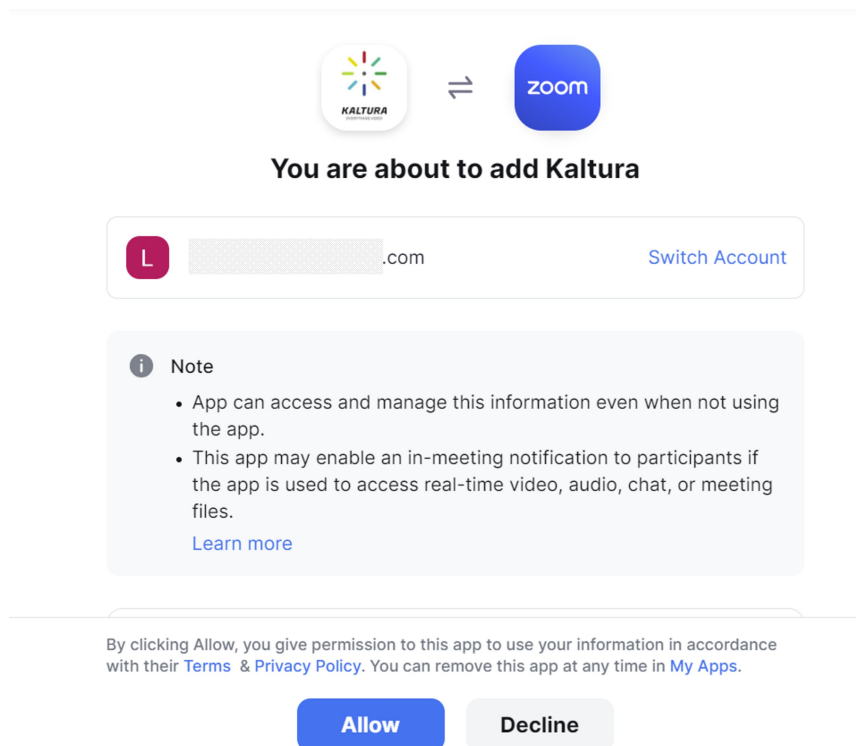 KALTURA
zoom
You are about to add Kaltura
L
.com
Switch Account
Note
• App can access and manage this information even when not using
the app.
• This app may enable an in-meeting notification to participants if
the app is used to access real-time video, audio, chat, or meeting
files.
Learn more
By clicking Allow, you give permission to this app to use your information in accordance
with their Terms & Privacy Policy. You can remove this app at any time in My Apps.
Allow
Decline